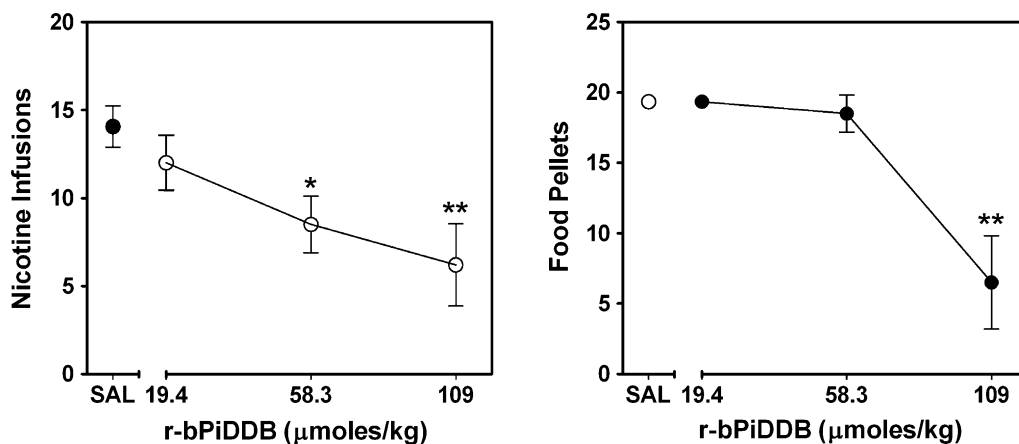 20
15
10
5
0
Nicotine Infusions
*
**
SAL 19.4 58.3 109
r-bPiDDB (μmoles/kg)
25
20
15
10
5
0
Food Pellets
**
SAL 19.4 58.3 109
r-bPiDDB (μmoles/kg)